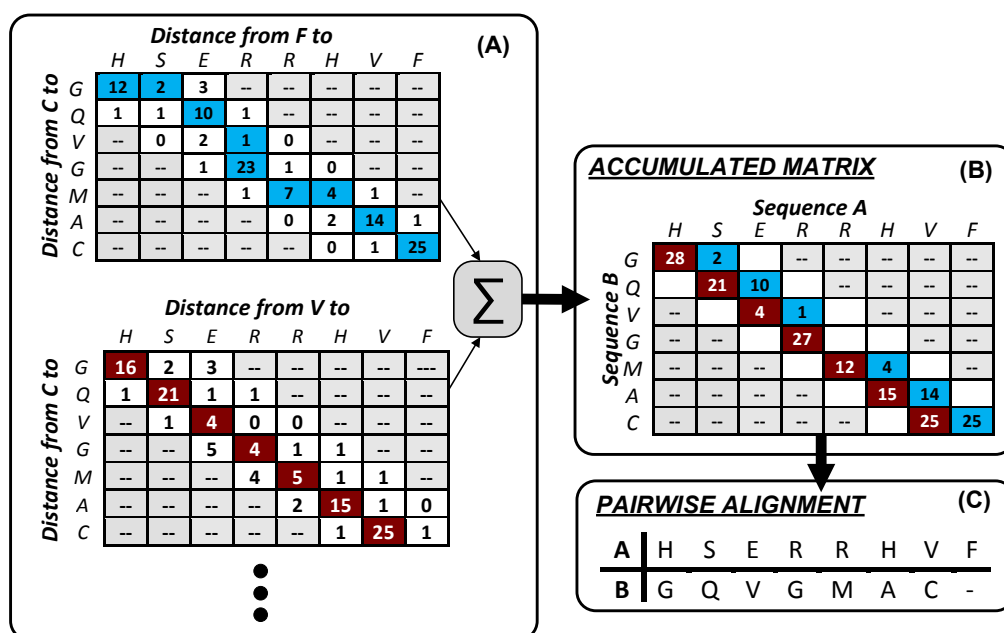 Distance from F to
(A)
H S E R R H V F
Distance from C to
G 12 2 3 -- -- -- -- --
Q 1 1 10 1 -- -- -- --
V -- 0 2 1 0 -- -- --
G -- -- 1 23 1 0 -- --
M -- -- -- 1 7 4 1 --
A -- -- -- -- 0 2 14 1
C -- -- -- -- -- 0 1 25
Distance from V to
H S E R R H V F
Distance from C to
G 16 2 3 -- -- -- -- ----
Q 1 21 1 1 -- -- -- --
V -- 1 4 0 0 -- -- --
G -- -- 5 4 1 1 -- --
M -- -- -- 4 5 1 1 --
A -- -- -- -- 2 15 1 0
C -- -- -- -- -- 1 25 1
∑
ACCUMULATED MATRIX
(B)
Sequence A
H S E R R H V F
Sequence B
G 28 2 -- -- -- -- --
Q 21 10 -- -- -- --
V -- 4 1 -- -- --
G -- -- 27 -- --
M -- -- -- 12 4 --
A -- -- -- -- 15 14
C -- -- -- -- -- 25 25
PAIRWISE ALIGNMENT
(C)
A H S E R R H V F
B G Q V G M A C -